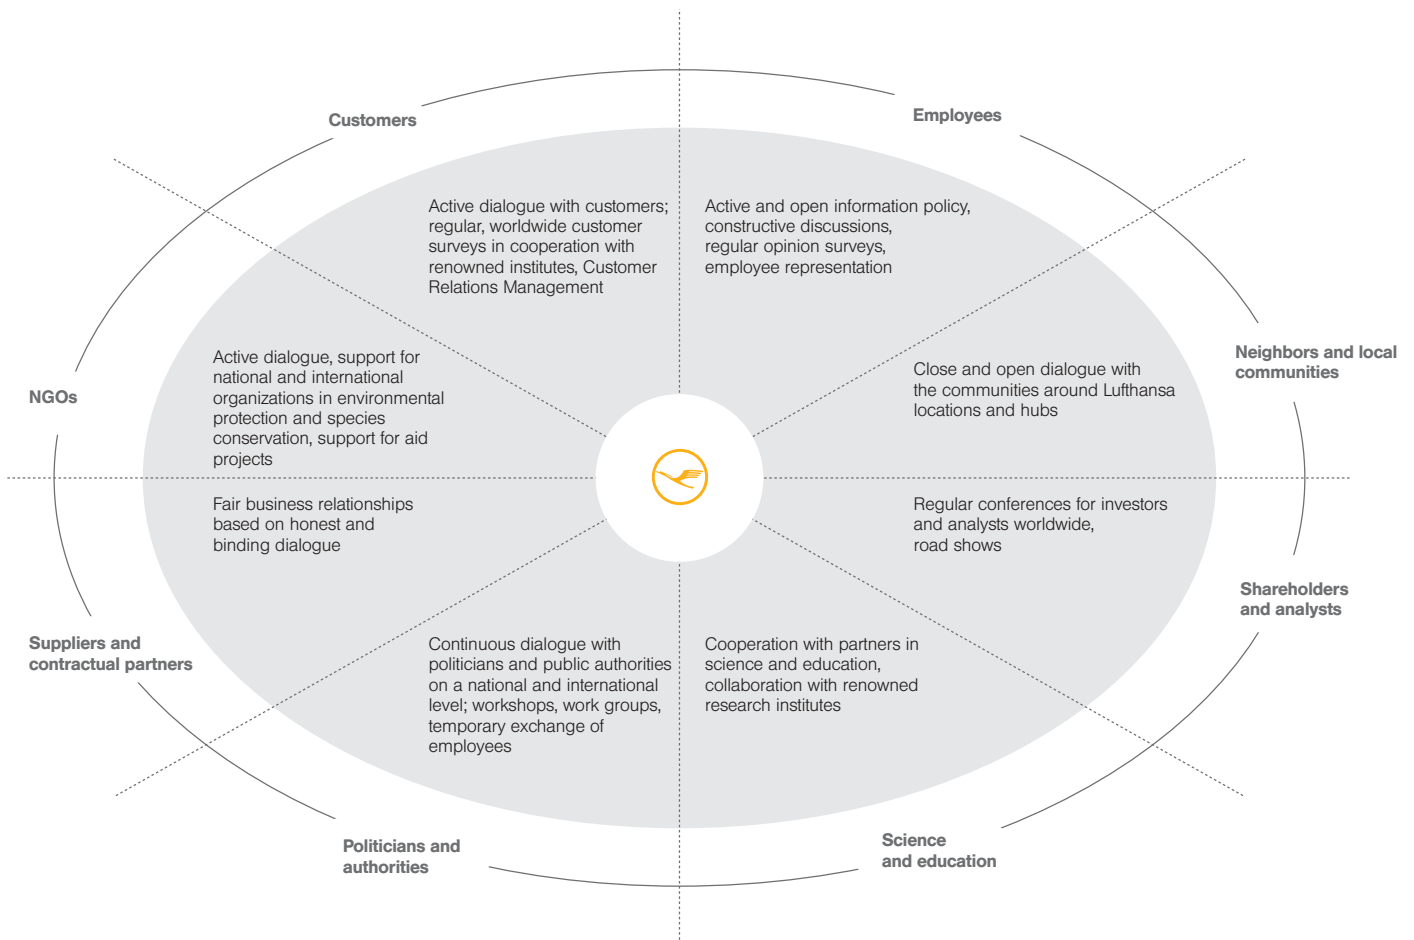 Customers
Active dialogue with customers;
regular, worldwide customer
surveys in cooperation with
renowned institutes, Customer
Relations Management
Employees
Active and open information policy,
constructive discussions,
regular opinion surveys,
employee representation
Neighbors and local
communities
Close and open dialogue with
the communities around Lufthansa
locations and hubs
Shareholders
and analysts
Regular conferences for investors
and analysts worldwide,
road shows
Science
and education
Cooperation with partners in
science and education,
collaboration with renowned
research institutes
Politicians and
authorities
Continuous dialogue with
politicians and public authorities
on a national and international
level; workshops, work groups,
temporary exchange of
employees
Suppliers and
contractual partners
Fair business relationships
based on honest and
binding dialogue
NGOs
Active dialogue, support for
national and international
organizations in environmental
protection and species
conservation, support for aid
projects